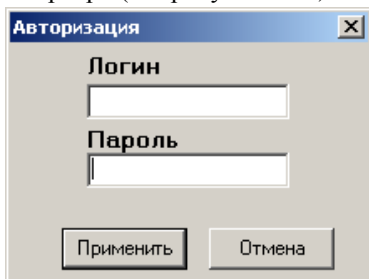 Авторизация
Логин
Пароль
Применить
Отмена